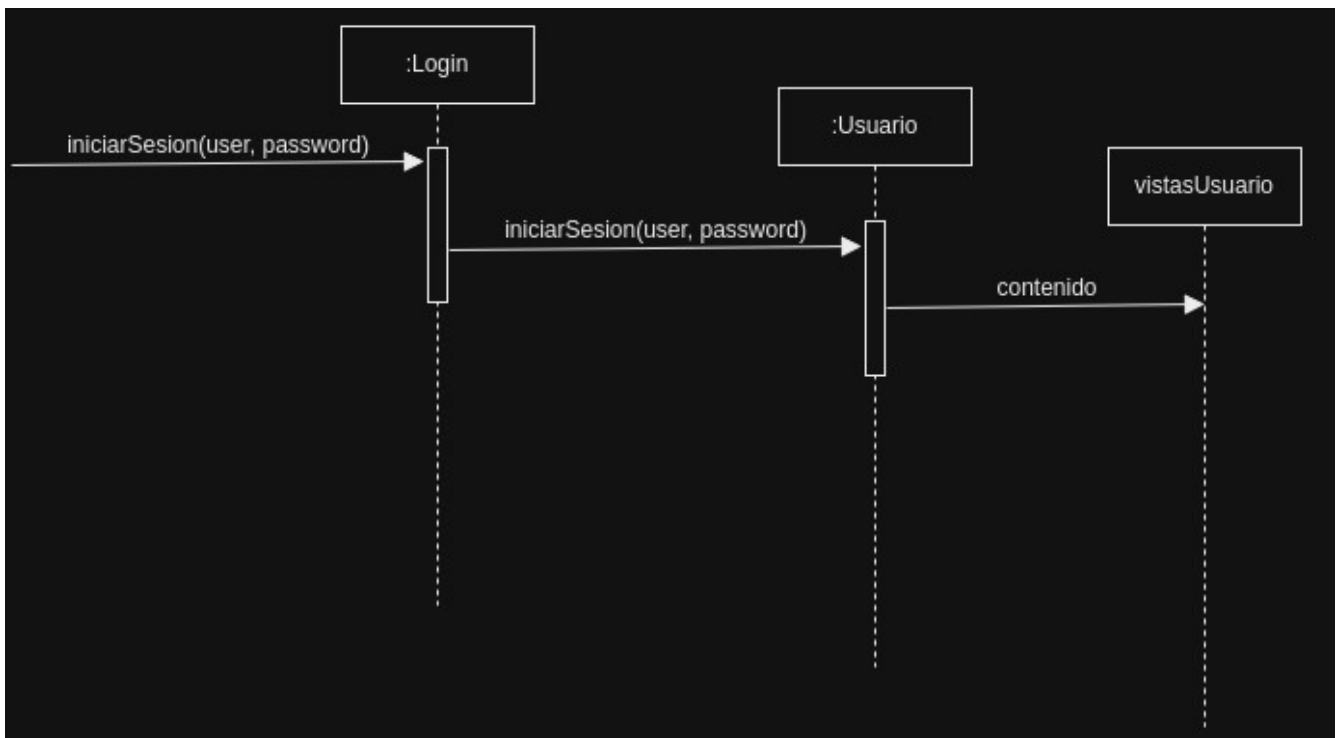 :Login
:Usuario
iniciarSesion(user, password)
vistasUsuario
iniciarSesion(user, password)
contenido